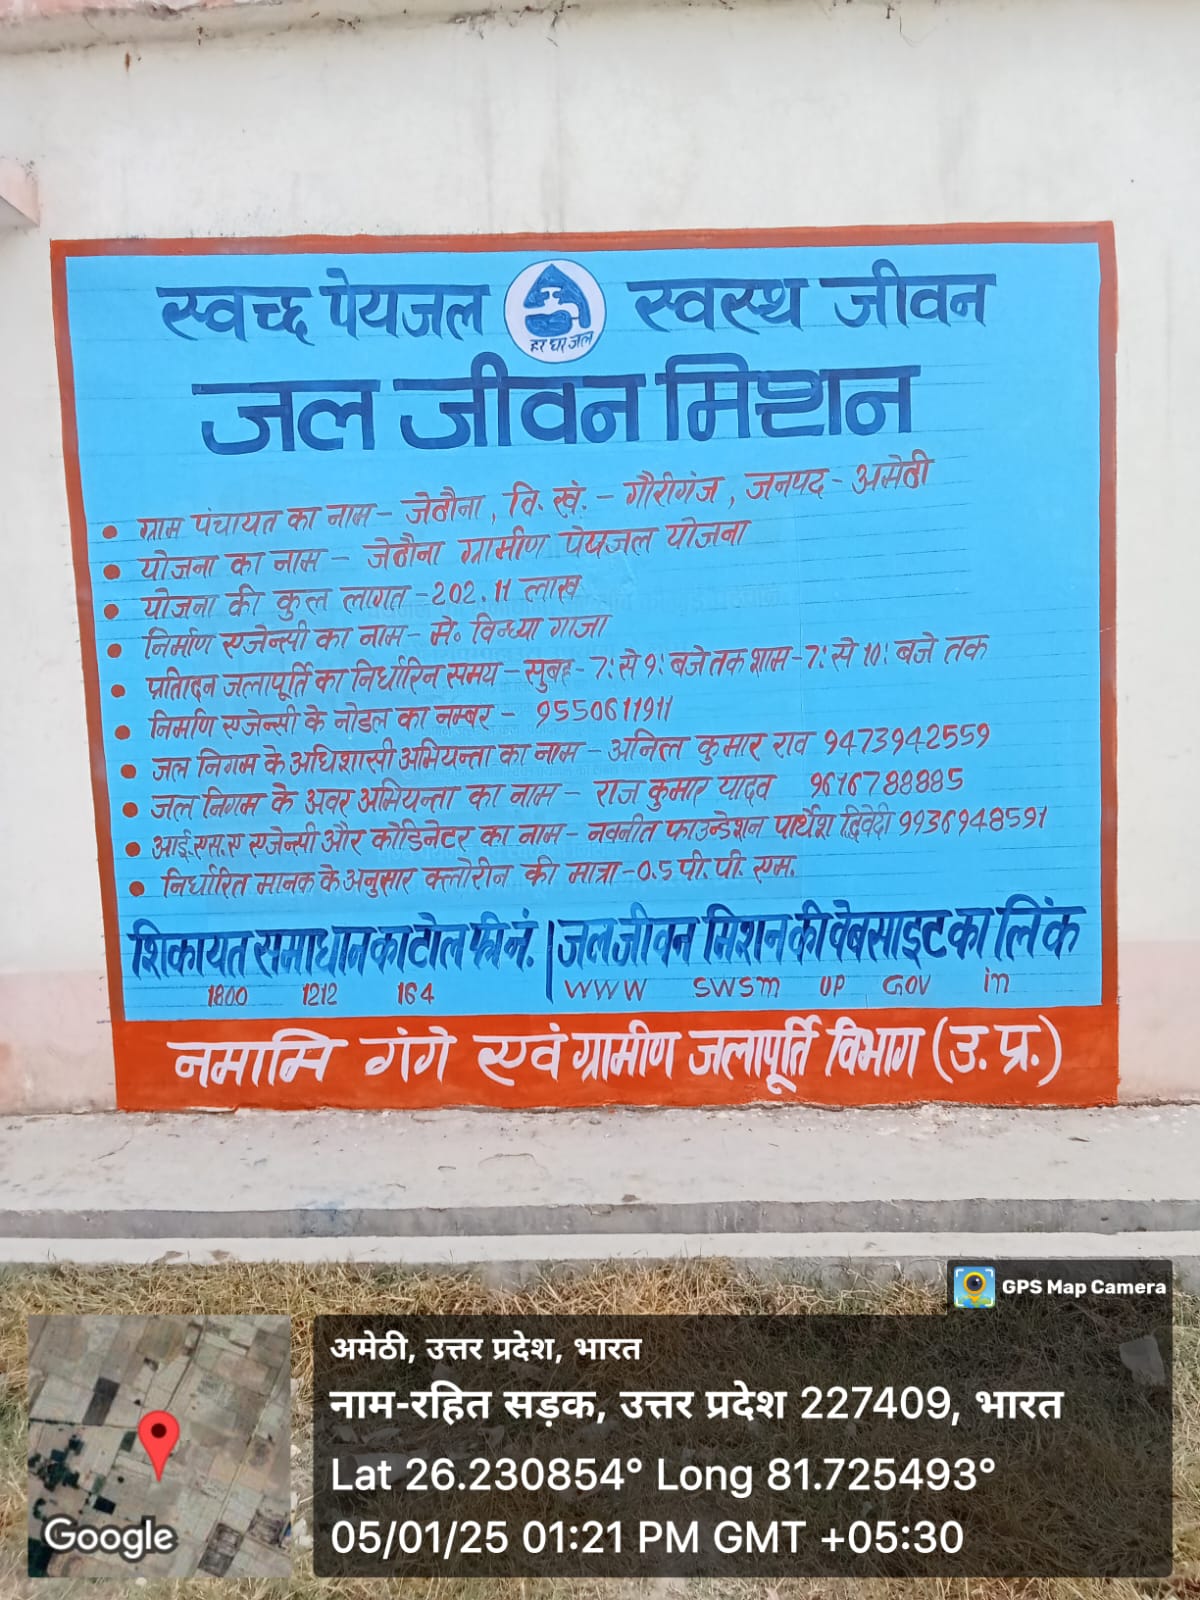 स्वच्छ पेयजल हर घर जल स्वस्थ जीवन
जल जीवन मिशन
• ग्राम पंचायत का नाम - जेठौना, वि. खं. - गौरीगंज, जनपद - अमेठी
• योजना का नाम - जेठौना ग्रामीण पेयजल योजना
• योजना की कुल लागत - 202.11 लाख
• निर्माण एजेन्सी का नाम - मे० विन्ध्या गाजा
• प्रतिदिन जलापूर्ति का निर्धारित समय - सुबह - 7: से 9: बजे तक शाम - 7: से 10: बजे तक
• निर्माण एजेन्सी के नोडल का नम्बर - 9550611911
• जल निगम के अधिशासी अभियन्ता का नाम - अनिल कुमार राव 9473942559
• जल निगम के अवर अभियन्ता का नाम - राज कुमार यादव 9616788885
• आई.एस.ए एजेन्सी और कोडिनेटर का नाम - नवनीत फाउन्डेशन पार्थेश द्विवेदी 9936948591
• निर्धारित मानक के अनुसार क्लोरीन की मात्रा - 0.5 पी.पी. एम.
शिकायत समाधान का टोल फ्री नं. | जल जीवन मिशन की वेबसाइट का लिंक
1800 1212 164 | WWW SWSM UP GOV in
नमामि गंगे एवं ग्रामीण जलापूर्ति विभाग (उ. प्र.)
GPS Map Camera
अमेठी, उत्तर प्रदेश, भारत
नाम-रहित सड़क, उत्तर प्रदेश 227409, भारत
Lat 26.230854° Long 81.725493°
05/01/25 01:21 PM GMT +05:30
Google